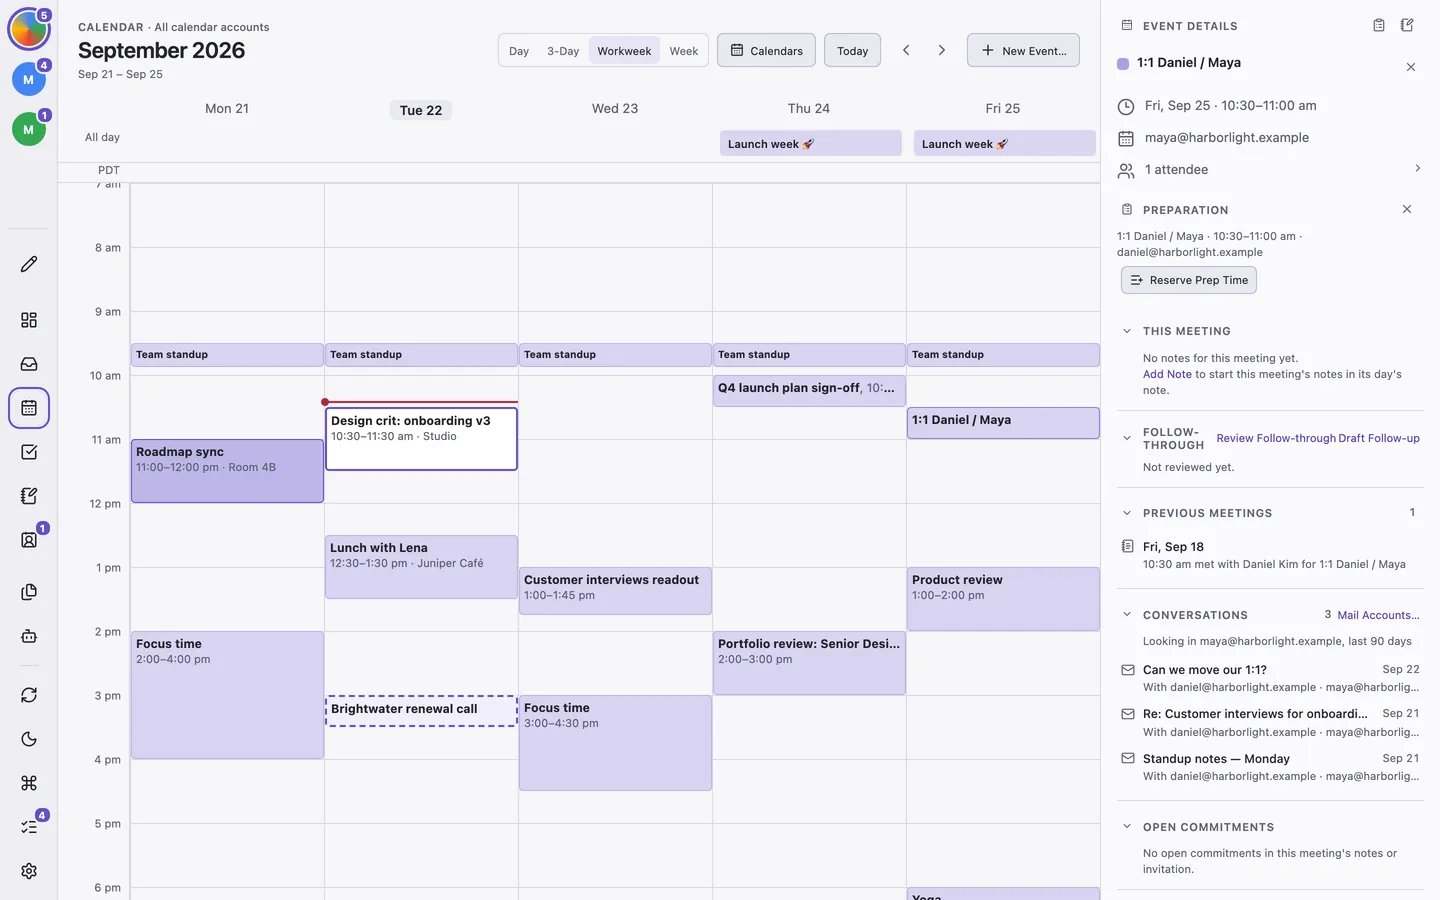 5
CALENDAR · All calendar accounts
September 2026
Sep 21 – Sep 25
Day 3-Day Workweek Week
Calendars
Today
New Event...
M 4
M 1
Mon 21 Tue 22 Wed 23 Thu 24 Fri 25
All day
Launch week 🚀 Launch week 🚀
PDT
7 am
8 am
9 am
Team standup Team standup Team standup Team standup Team standup
10 am
Q4 launch plan sign-off, 10:...
Design crit: onboarding v3
10:30–11:30 am · Studio
1:1 Daniel / Maya
11 am
Roadmap sync
11:00–12:00 pm · Room 4B
12 pm
Lunch with Lena
12:30–1:30 pm · Juniper Café
1 pm
Customer interviews readout
1:00–1:45 pm
Product review
1:00–2:00 pm
2 pm
Focus time
2:00–4:00 pm
Portfolio review: Senior Desi...
2:00–3:00 pm
3 pm
Brightwater renewal call
Focus time
3:00–4:30 pm
4 pm
5 pm
6 pm
Yoga
1
4
EVENT DETAILS
1:1 Daniel / Maya
Fri, Sep 25 · 10:30–11:00 am
maya@harborlight.example
1 attendee
PREPARATION
1:1 Daniel / Maya · 10:30–11:00 am ·
daniel@harborlight.example
Reserve Prep Time
THIS MEETING
No notes for this meeting yet.
Add Note to start this meeting's notes in its day's
note.
FOLLOW-
THROUGH
Review Follow-through Draft Follow-up
Not reviewed yet.
PREVIOUS MEETINGS 1
Fri, Sep 18
10:30 am met with Daniel Kim for 1:1 Daniel / Maya
CONVERSATIONS 3 Mail Accounts...
Looking in maya@harborlight.example, last 90 days
Can we move our 1:1? Sep 22
With daniel@harborlight.example · maya@harborlig...
Re: Customer interviews for onboardi... Sep 21
With daniel@harborlight.example · maya@harborlig...
Standup notes — Monday Sep 21
With daniel@harborlight.example · maya@harborlig...
OPEN COMMITMENTS
No open commitments in this meeting's notes or
invitation.